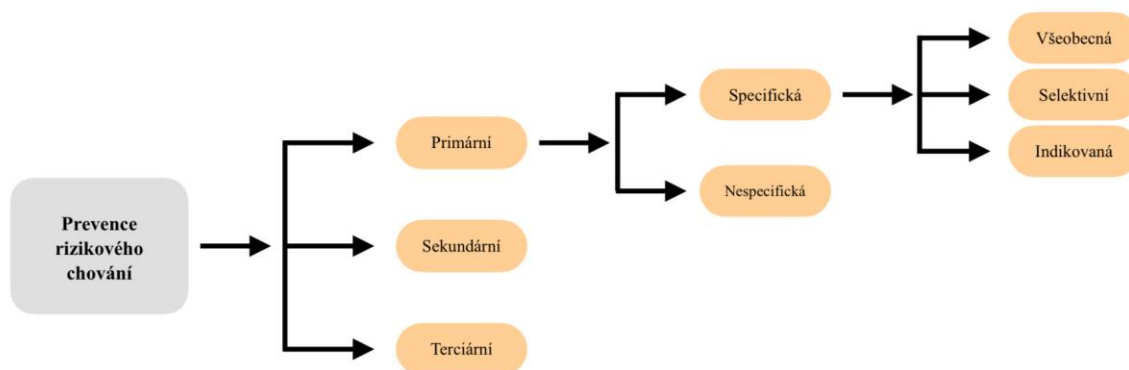 Prevence
rizikového
chování
Primární
Sekundární
Terciární
Specifická
Nespecifická
Všeobecná
Selektivní
Indikovaná